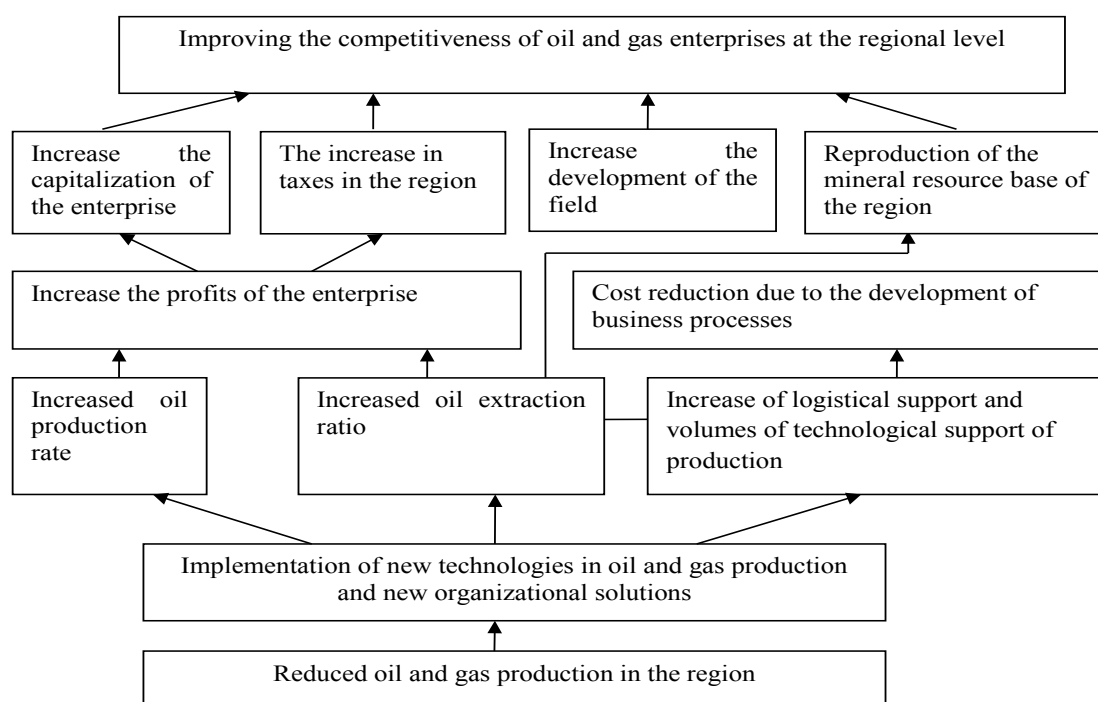 Improving the competitiveness of oil and gas enterprises at the regional level
Increase the
capitalization of
the enterprise
The increase in
taxes in the region
Increase the
development of the
field
Reproduction of the
mineral resource base of
the region
Increase the profits of the enterprise
Cost reduction due to the development of
business processes
Increased oil
production
rate
Increased oil extraction
ratio
Increase of logistical support and
volumes of technological support of
production
Implementation of new technologies in oil and gas production
and new organizational solutions
Reduced oil and gas production in the region